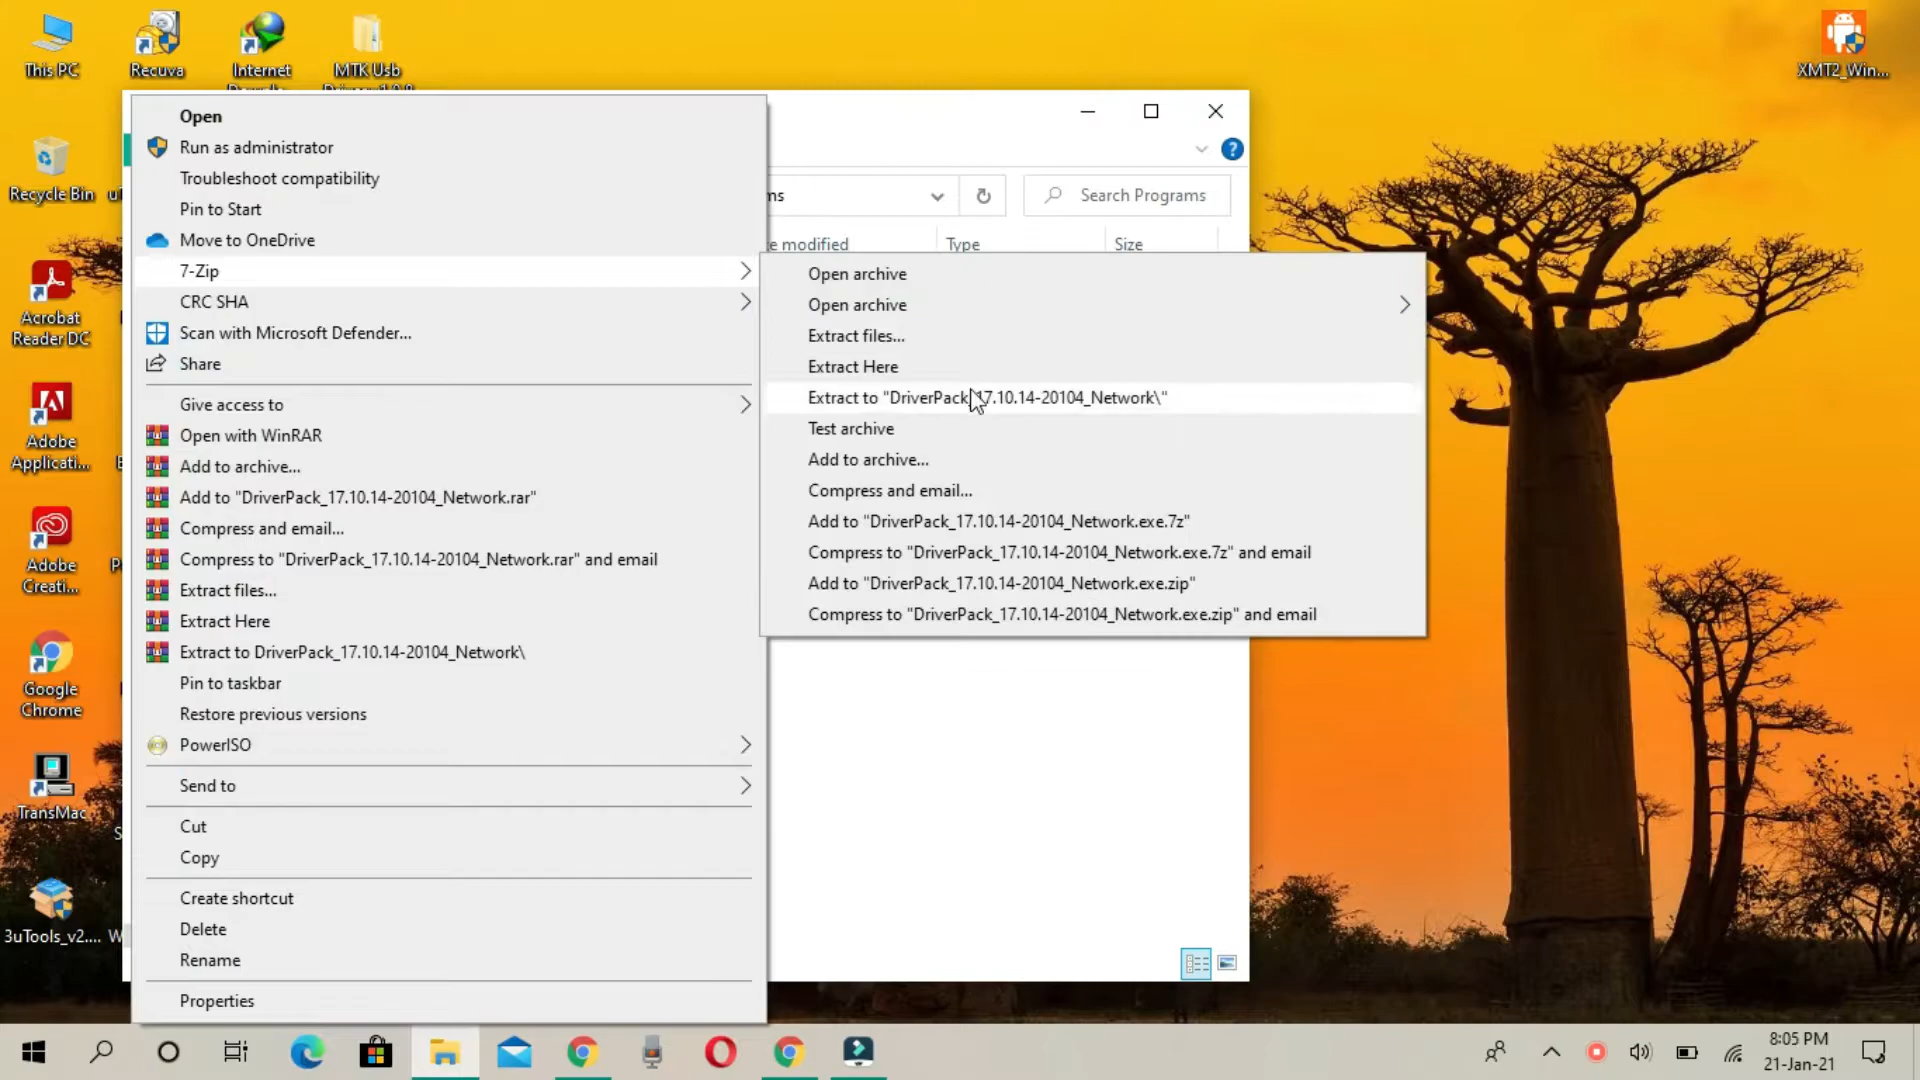 This PC
Recuva
Internet
MTK Usb
XMT2_Win...
Recycle Bin
Acrobat
Reader DC
Adobe
Applicati...
Adobe
Creati...
Google
Chrome
TransMac
3uTools_v2....
W
Open
Run as administrator
Troubleshoot compatibility
Pin to Start
Move to OneDrive
7-Zip
CRC SHA
Scan with Microsoft Defender...
Share
Give access to
Open with WinRAR
Add to archive...
Add to "DriverPack_17.10.14-20104_Network.rar"
Compress and email...
Compress to "DriverPack_17.10.14-20104_Network.rar" and email
Extract files...
Extract Here
Extract to DriverPack_17.10.14-20104_Network\
Pin to taskbar
Restore previous versions
PowerISO
Send to
Cut
Copy
Create shortcut
Delete
Rename
Properties
ms
Search Programs
te modified
Type
Size
Open archive
Open archive
Extract files...
Extract Here
Extract to "DriverPack_17.10.14-20104_Network\"
Test archive
Add to archive...
Compress and email...
Add to "DriverPack_17.10.14-20104_Network.exe.7z"
Compress to "DriverPack_17.10.14-20104_Network.exe.7z" and email
Add to "DriverPack_17.10.14-20104_Network.exe.zip"
Compress to "DriverPack_17.10.14-20104_Network.exe.zip" and email
8:05 PM
21-Jan-21